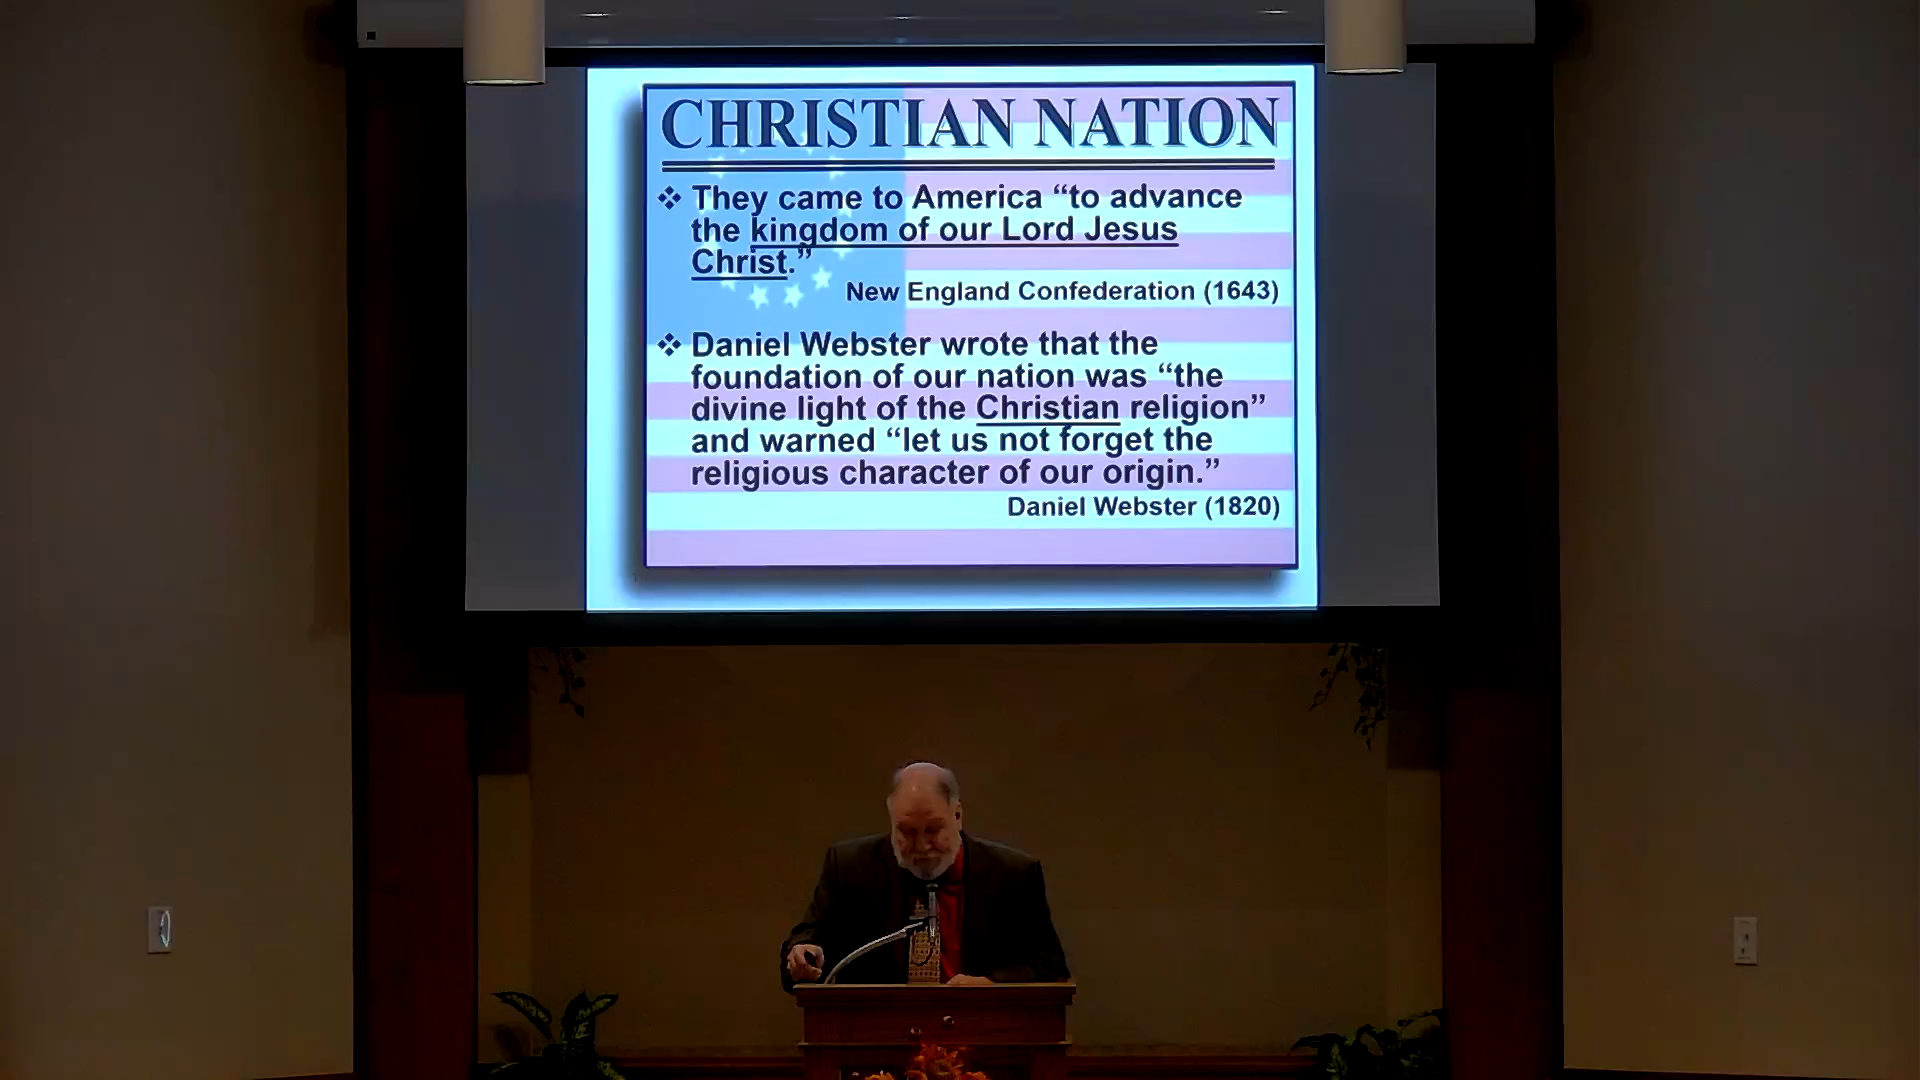 CHRISTIAN NATION
❖ They came to America “to advance
the kingdom of our Lord Jesus
Christ.”
New England Confederation (1643)
❖ Daniel Webster wrote that the
foundation of our nation was “the
divine light of the Christian religion”
and warned “let us not forget the
religious character of our origin.”
Daniel Webster (1820)